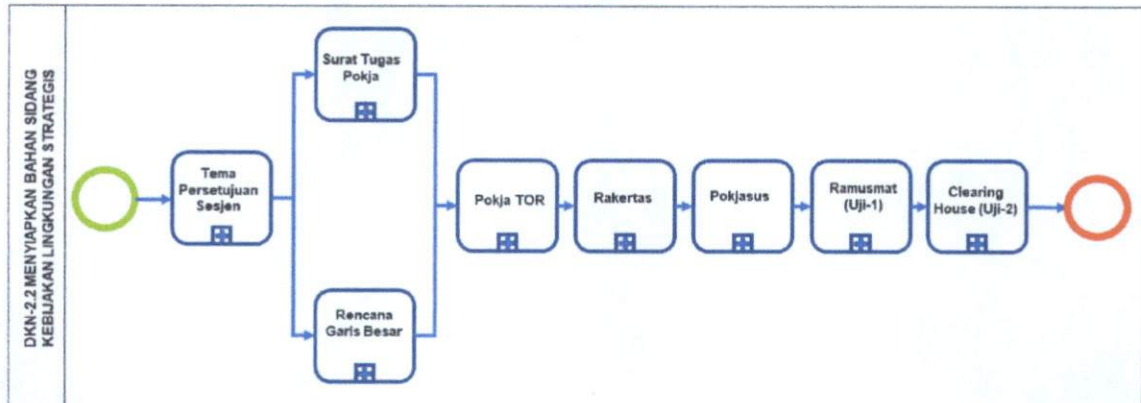 DKN-2.2 MENYIAPKAN BAHAN SIDANG
KEBIJAKAN LINGKUNGAN STRATEGIS
Tema
Persetujuan
Sesjen
Surat Tugas
Pokja
Rencana
Garis Besar
Pokja TOR
Rakertas
Pokjasus
Ramusmat
(Uji-1)
Clearing
House (Uji-2)